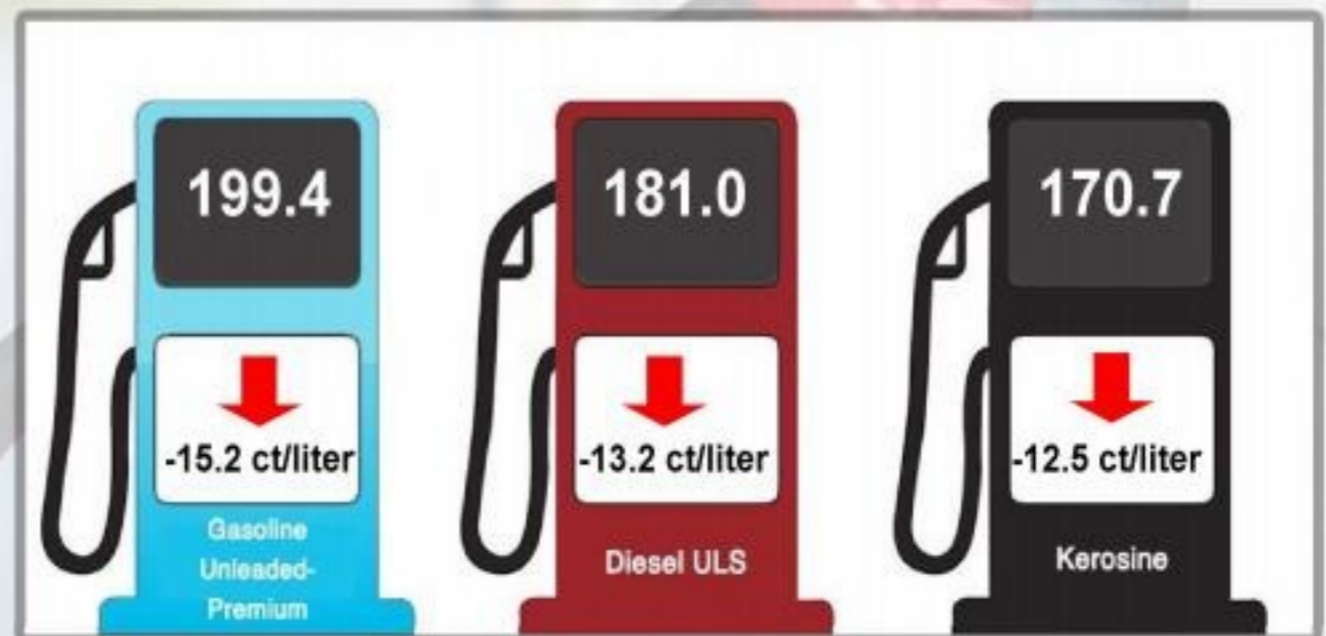 199.4
181.0
170.7
-15.2 ct/liter
-13.2 ct/liter
-12.5 ct/liter
Gasoline
Unleaded-
Premium
Diesel ULS
Kerosine